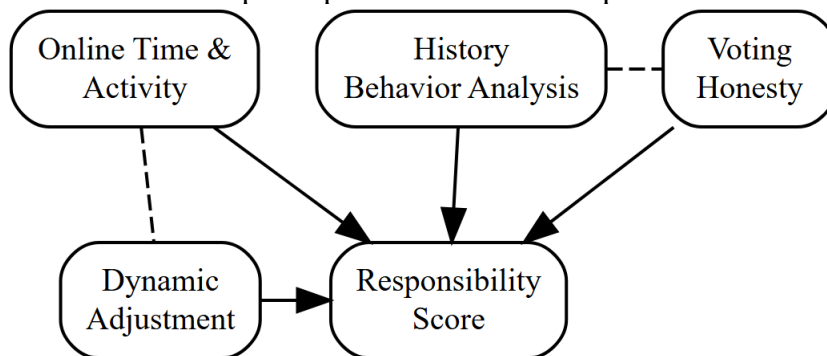 Online Time &
Activity
History
Behavior Analysis
Voting
Honesty
Dynamic
Adjustment
Responsibility
Score